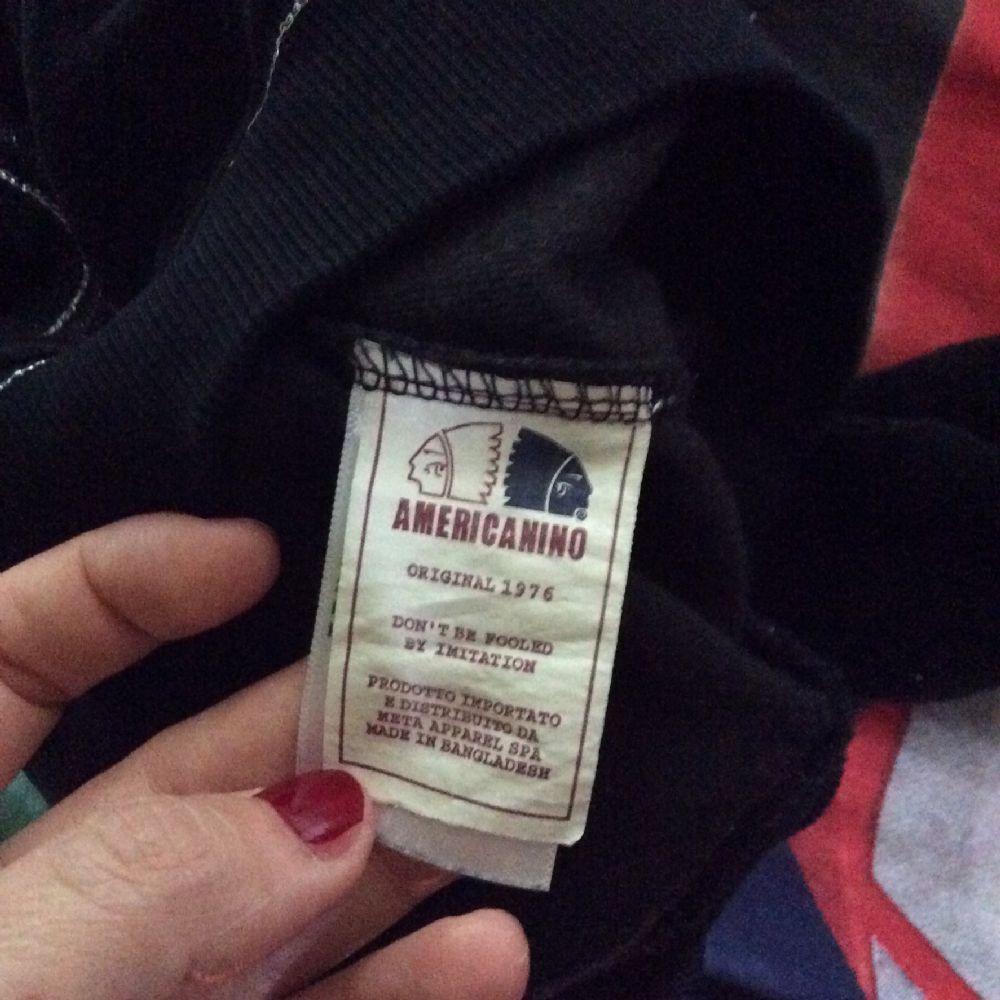 AMERICANINO
ORIGINAL 1976
DON'T BE FOOLED
BY IMITATION
PRODOTTO IMPORTATO
E DISTRIBUITO DA
META APPAREL SPA
MADE IN BANGLADESH